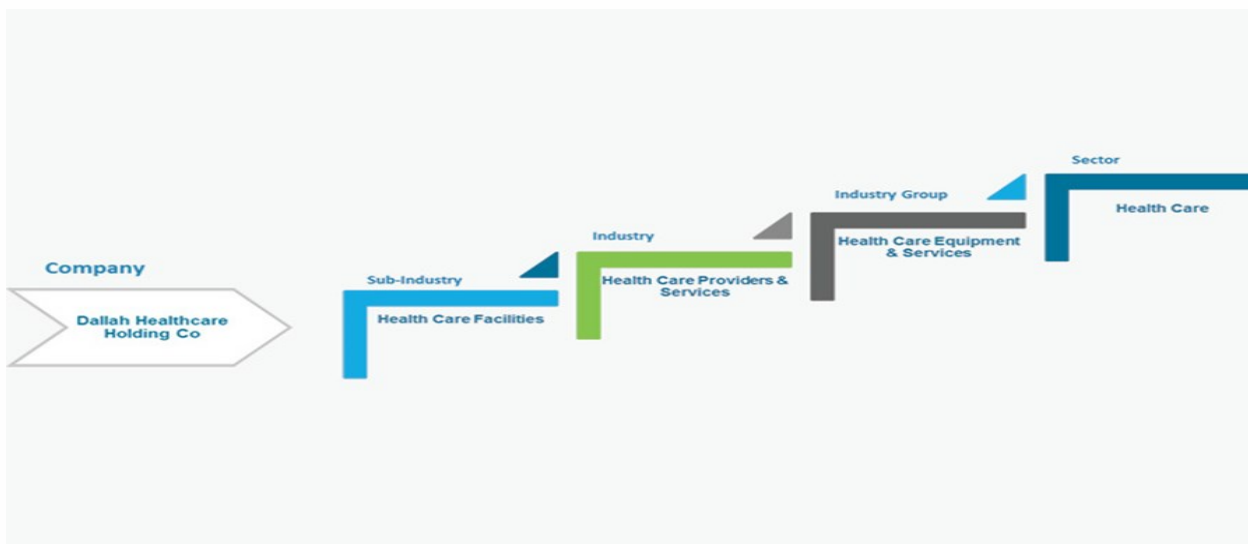 Company
Dallah Healthcare
Holding Co
Sub-Industry
Health Care Facilities
Industry
Health Care Providers &
Services
Industry Group
Health Care Equipment
& Services
Sector
Health Care